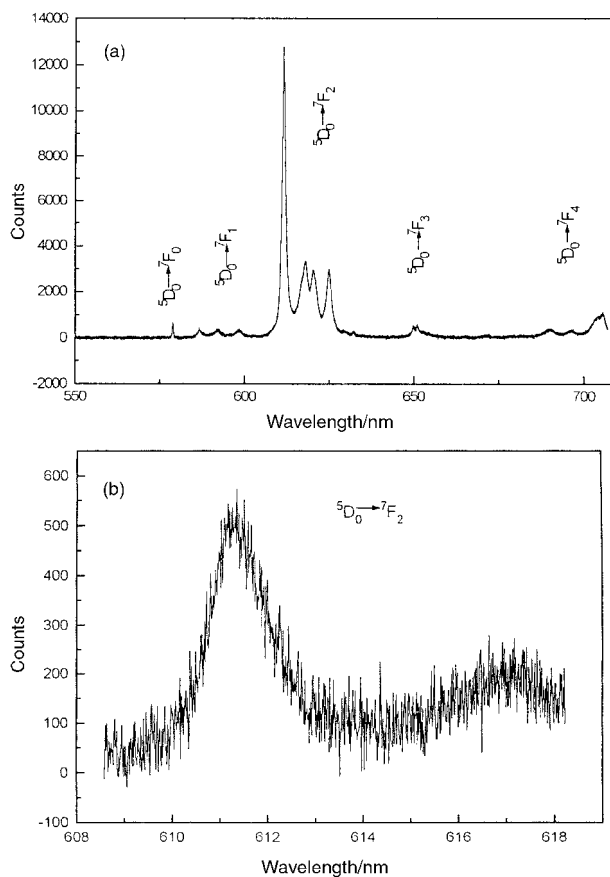 (a)
14000
12000
10000
8000
6000
4000
2000
0
-2000
Counts
⁵D₀→⁷F₀
⁵D₀→⁷F₁
⁵D₀→⁷F₂
⁵D₀→⁷F₃
⁵D₀→⁷F₄
550 600 650 700
Wavelength/nm
(b)
600
500
400
300
200
100
0
-100
Counts
⁵D₀→⁷F₂
608 610 612 614 616 618
Wavelength/nm